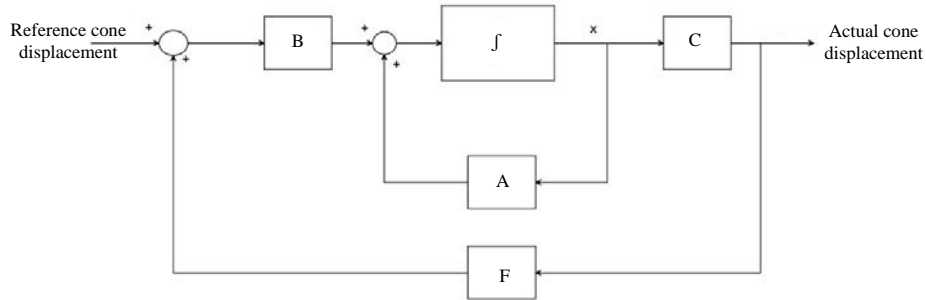 Reference cone
displacement
+
+
B
+
+
∫
x
C
Actual cone
displacement
A
F